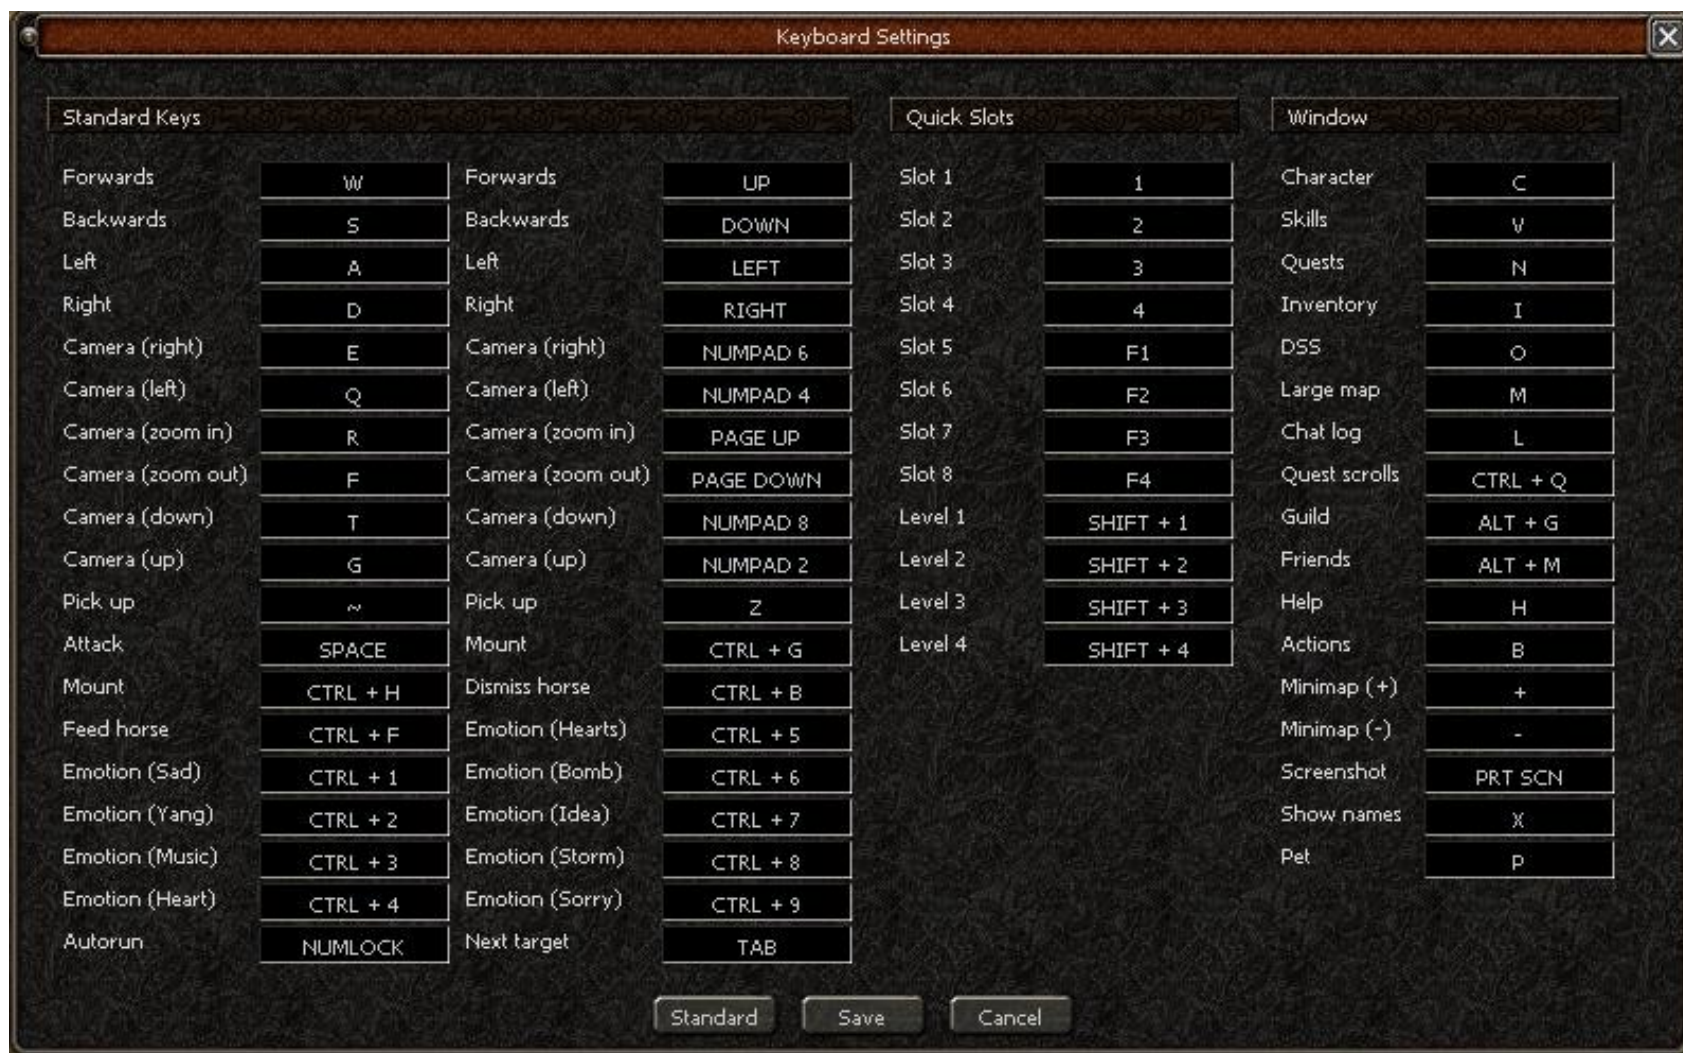 Keyboard Settings
Standard Keys Quick Slots Window
Forwards W Forwards UP Slot 1 1 Character C
Backwards S Backwards DOWN Slot 2 2 Skills V
Left A Left LEFT Slot 3 3 Quests N
Right D Right RIGHT Slot 4 4 Inventory I
Camera (right) E Camera (right) NUMPAD 6 Slot 5 F1 DSS O
Camera (left) Q Camera (left) NUMPAD 4 Slot 6 F2 Large map M
Camera (zoom in) R Camera (zoom in) PAGE UP Slot 7 F3 Chat log L
Camera (zoom out) F Camera (zoom out) PAGE DOWN Slot 8 F4 Quest scrolls CTRL + Q
Camera (down) T Camera (down) NUMPAD 8 Level 1 SHIFT + 1 Guild ALT + G
Camera (up) G Camera (up) NUMPAD 2 Level 2 SHIFT + 2 Friends ALT + M
Pick up ~ Pick up Z Level 3 SHIFT + 3 Help H
Attack SPACE Mount CTRL + G Level 4 SHIFT + 4 Actions B
Mount CTRL + H Dismiss horse CTRL + B Minimap (+) +
Feed horse CTRL + F Emotion (Hearts) CTRL + 5 Minimap (-) -
Emotion (Sad) CTRL + 1 Emotion (Bomb) CTRL + 6 Screenshot PRT SCN
Emotion (Yang) CTRL + 2 Emotion (Idea) CTRL + 7 Show names X
Emotion (Music) CTRL + 3 Emotion (Storm) CTRL + 8 Pet P
Emotion (Heart) CTRL + 4 Emotion (Sorry) CTRL + 9
Autorun NUMLOCK Next target TAB
Standard Save Cancel